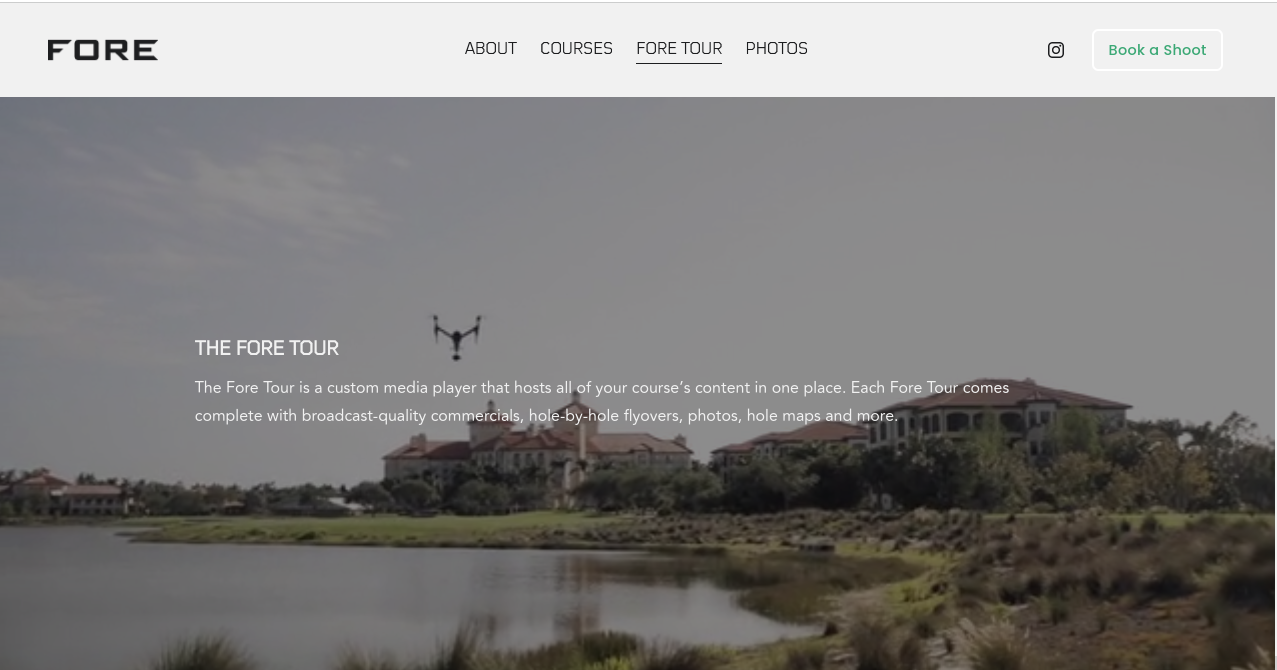 FORE
ABOUT
COURSES
FORE TOUR
PHOTOS
Book a Shoot
THE FORE TOUR
The Fore Tour is a custom media player that hosts all of your course’s content in one place. Each Fore Tour comes
complete with broadcast-quality commercials, hole-by-hole flyovers, photos, hole maps and more.